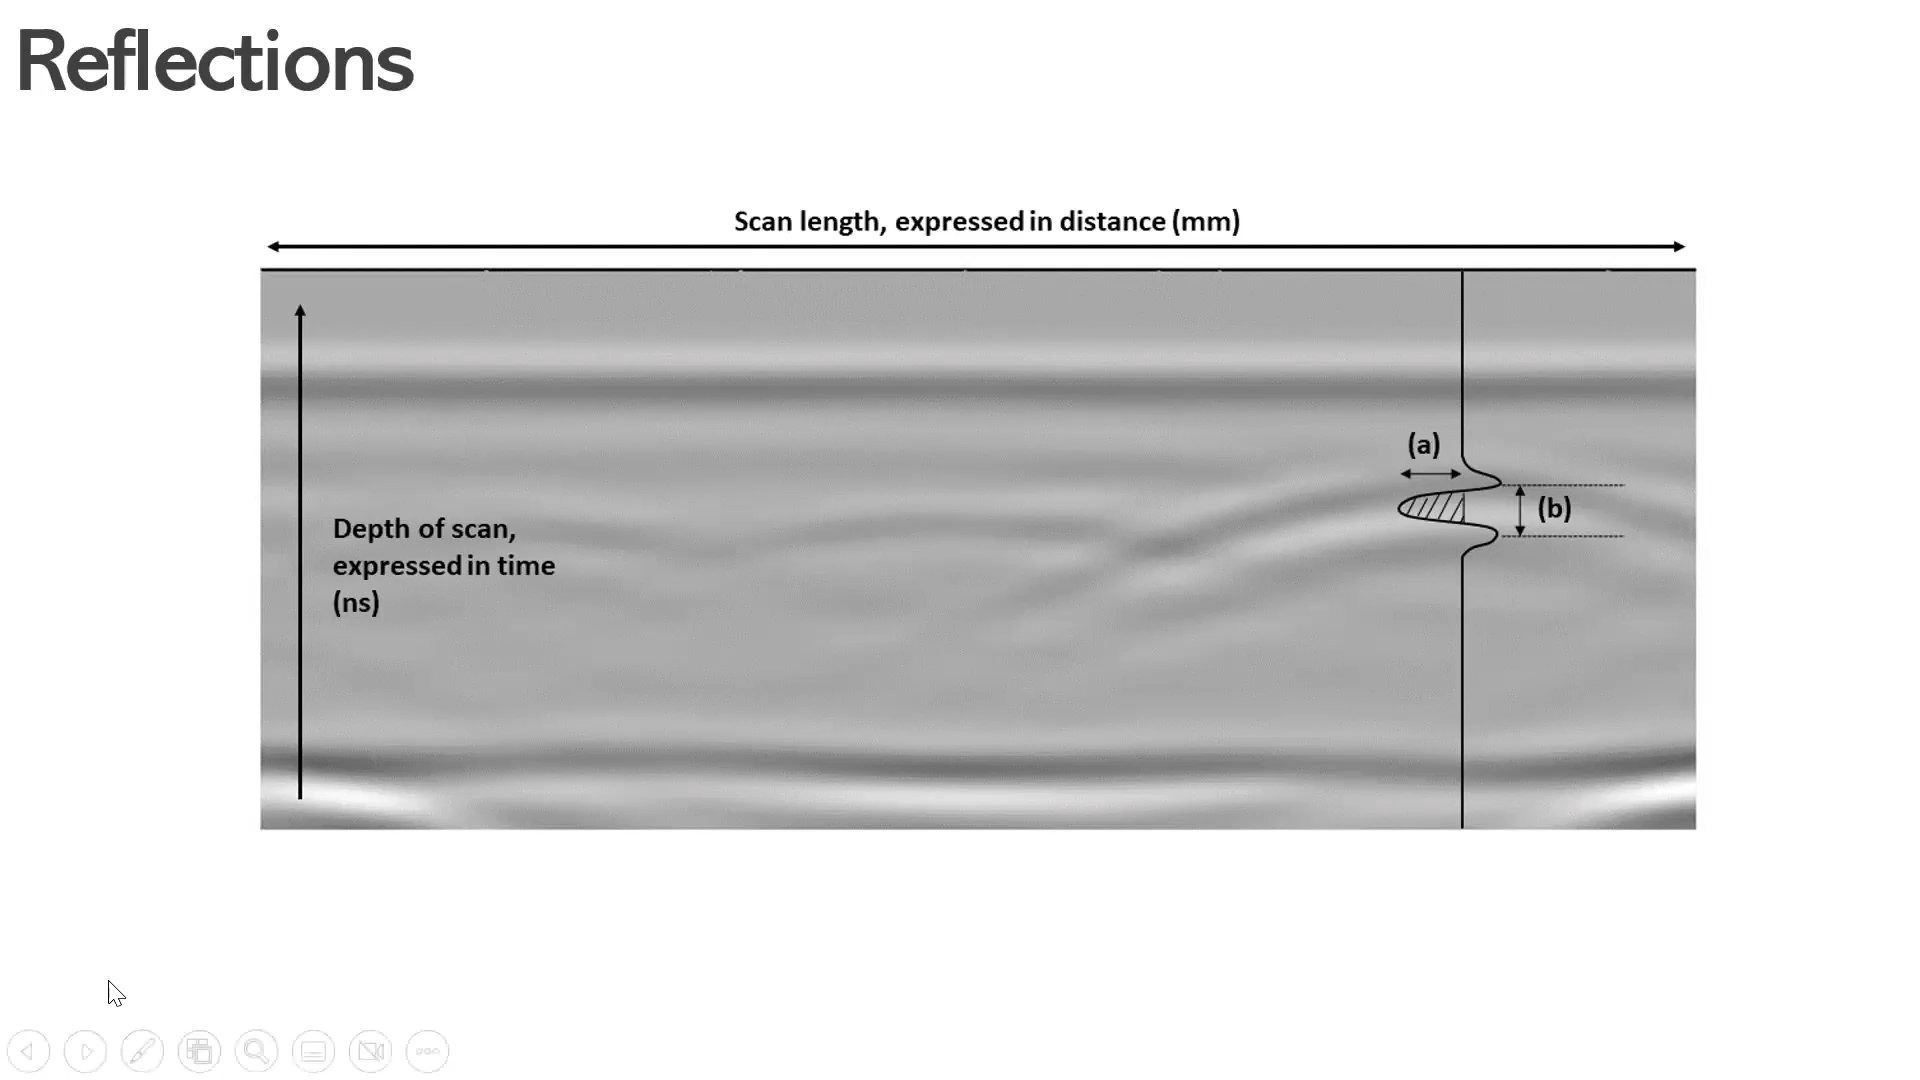 Reflections
Scan length, expressed in distance (mm)
(a)
(b)
Depth of scan,
expressed in time
(ns)